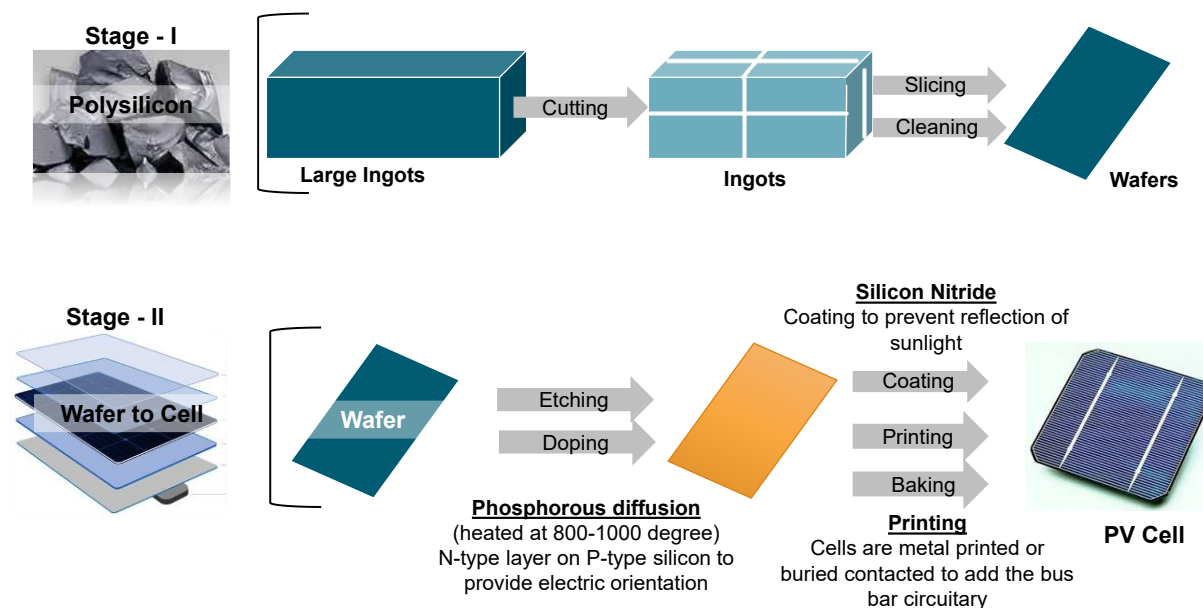 Stage - I
Polysilicon
Large Ingots
Cutting
Ingots
Slicing
Cleaning
Wafers
Stage - II
Wafer to Cell
Wafer
Etching
Doping
Phosphorous diffusion
(heated at 800-1000 degree)
N-type layer on P-type silicon to
provide electric orientation
Silicon Nitride
Coating to prevent reflection of
sunlight
Coating
Printing
Baking
Printing
Cells are metal printed or
buried contacted to add the bus
bar circuitary
PV Cell